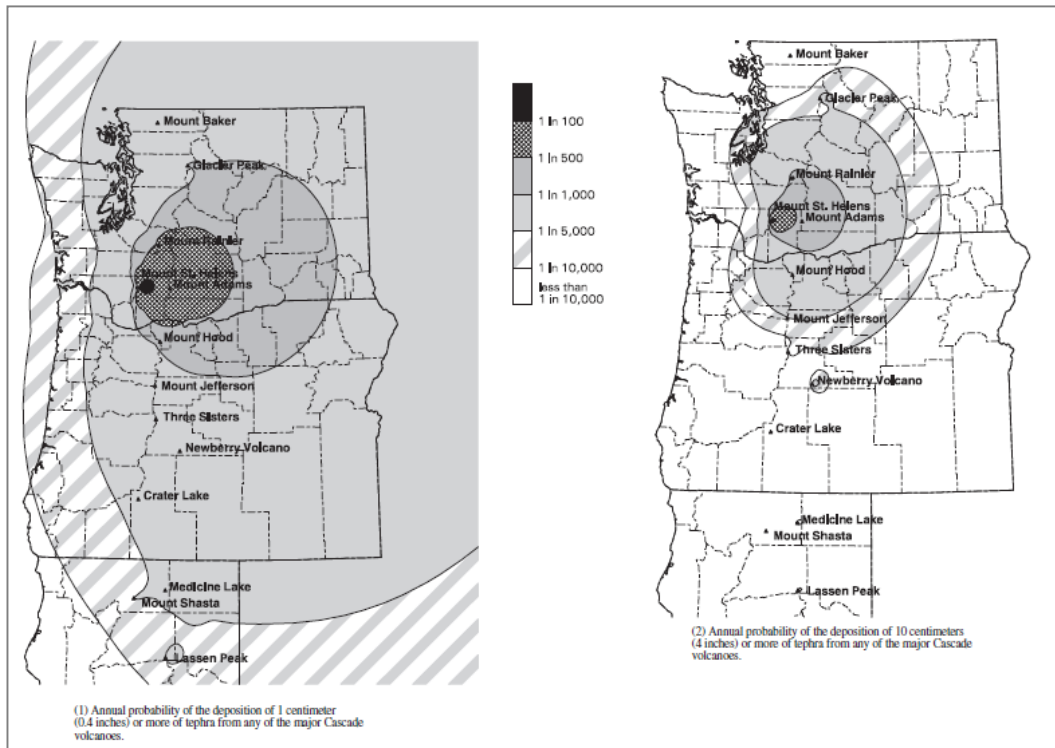 Mount Baker
Glacier Peak
Mount Rainier
Mount St. Helens
Mount Adams
Mount Hood
Mount Jefferson
Three Sisters
Newberry Volcano
Crater Lake
Medicine Lake
Mount Shasta
Lassen Peak
(1) Annual probability of the deposition of 1 centimeter
(0.4 inches) or more of tephra from any of the major Cascade
volcanoes.
1 In 100
1 In 500
1 In 1,000
1 In 5,000
1 In 10,000
less than
1 in 10,000
Mount Baker
Glacier Peak
Mount Rainier
Mount St. Helens
Mount Adams
Mount Hood
Mount Jefferson
Three Sisters
Newberry Volcano
Crater Lake
Medicine Lake
Mount Shasta
Lassen Peak
(2) Annual probability of the deposition of 10 centimeters
(4 inches) or more of tephra from any of the major Cascade
volcanoes.